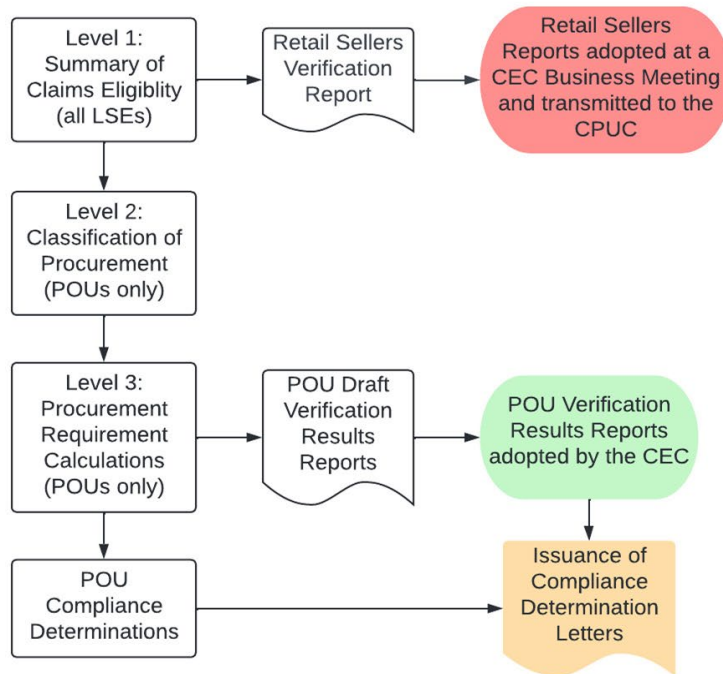 Level 1:
Summary of
Claims Eligiblity
(all LSEs)
Retail Sellers
Verification
Report
Retail Sellers
Reports adopted at a
CEC Business Meeting
and transmitted to the
CPUC
Level 2:
Classification of
Procurement
(POUs only)
Level 3:
Procurement
Requirement
Calculations
(POUs only)
POU Draft
Verification
Results
Reports
POU Verification
Results Reports
adopted by the CEC
POU
Compliance
Determinations
Issuance of
Compliance
Determination
Letters